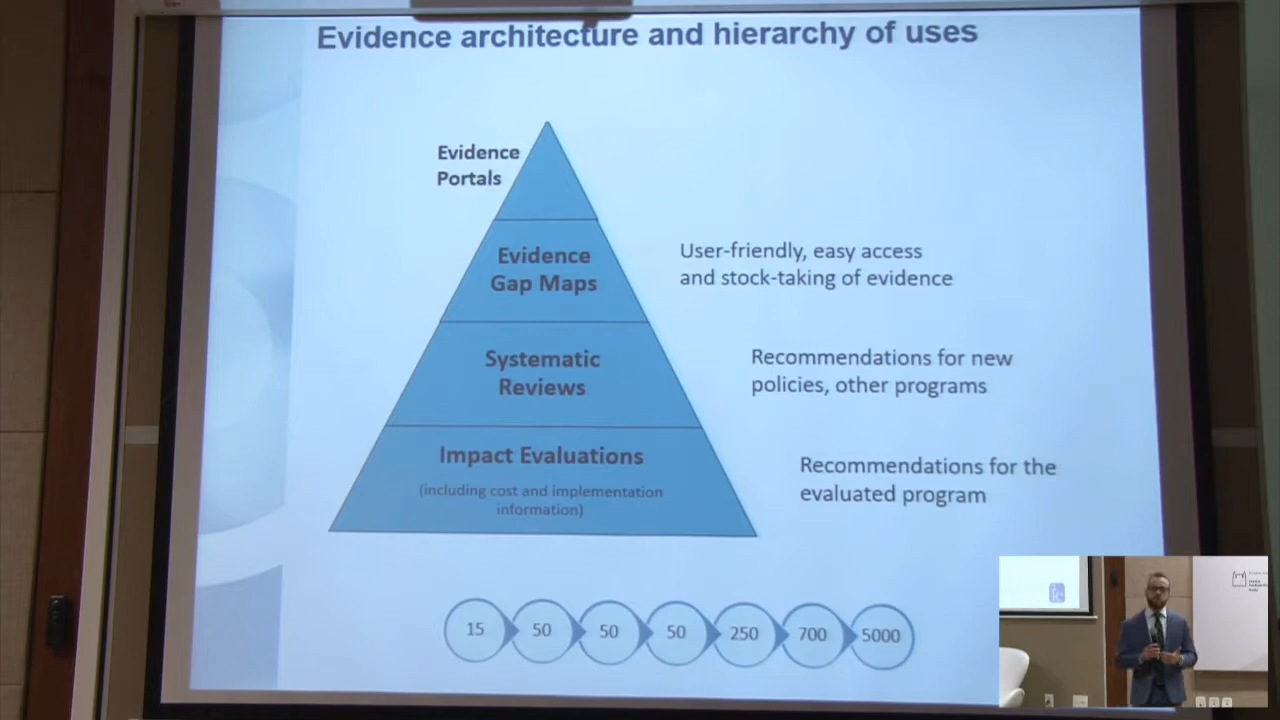 Evidence architecture and hierarchy of uses
Evidence
Portals
Evidence
Gap Maps
User-friendly, easy access
and stock-taking of evidence
Systematic
Reviews
Recommendations for new
policies, other programs
Impact Evaluations
(including cost and implementation
information)
Recommendations for the
evaluated program
15
50
50
50
250
700
5000